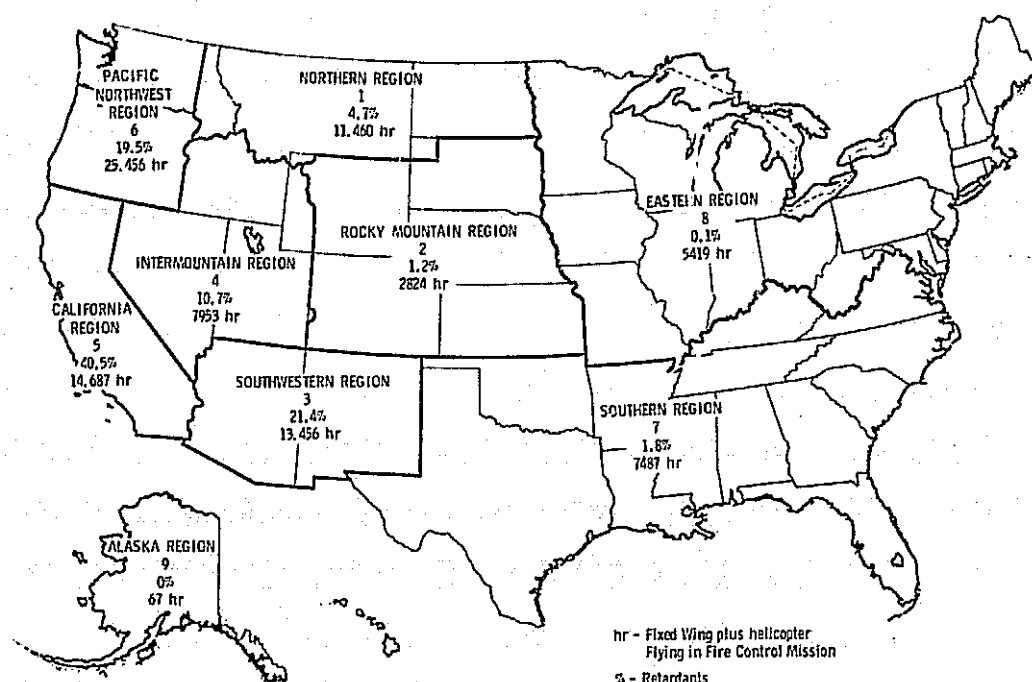 PACIFIC
NORTHWEST
REGION
6
19.5%
25.456 hr
NORTHERN REGION
1
4.7%
11.460 hr
ROCKY MOUNTAIN REGION
2
1.2%
2824 hr
EASTERN REGION
8
0.1%
5419 hr
INTERMOUNTAIN REGION
4
10.7%
7953 hr
CALIFORNIA
REGION
5
40.5%
14,687 hr
SOUTHWESTERN REGION
3
21.4%
13.456 hr
SOUTHERN REGION
7
1.8%
7487 hr
ALASKA REGION
9
0%
67 hr
hr - Fixed Wing plus helicopter
Flying in Fire Control Mission
% - Retardants